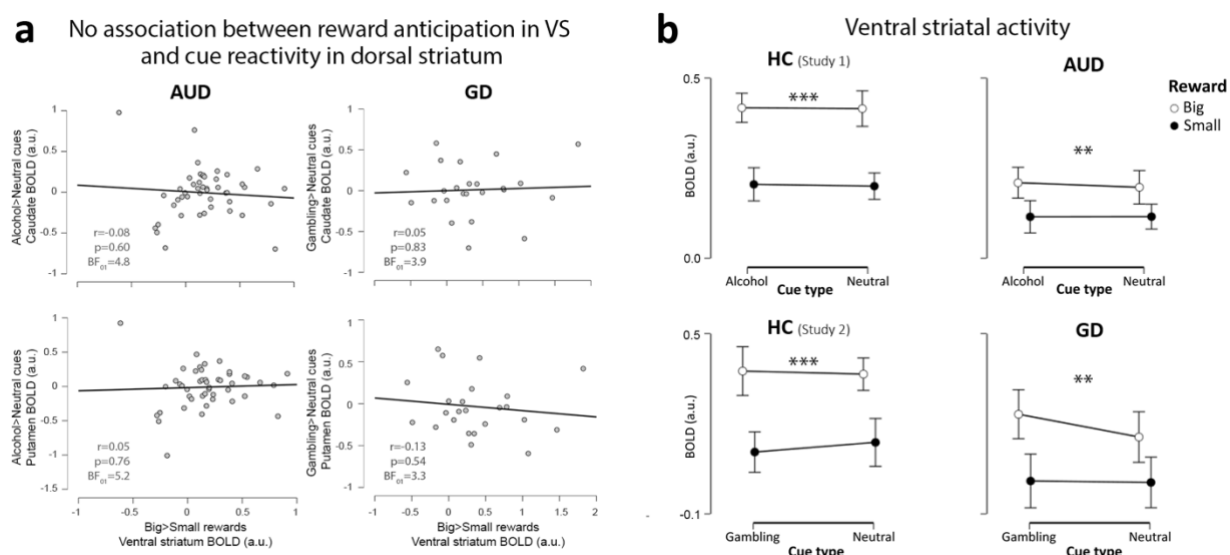 a
No association between reward anticipation in VS
and cue reactivity in dorsal striatum
AUD
GD
Alcohol>Neutral cues
Caudate BOLD (a.u.)
1
0.5
0
-0.5
-1
r=-0.08
p=0.60
BF₀₁=4.8
Gambling>Neutral cues
Caudate BOLD (a.u.)
1
0.5
0
-0.5
-1
r=0.05
p=0.83
BF₀₁=3.9
Alcohol>Neutral cues
Putamen BOLD (a.u.)
1
0.5
0
-0.5
-1
-1.5
r=0.05
p=0.76
BF₀₁=5.2
-1
-0.5
0
0.5
1
Big>Small rewards
Ventral striatum BOLD (a.u.)
Gambling>Neutral cues
Putamen BOLD (a.u.)
1
0.5
0
-0.5
-1
r=-0.13
p=0.54
BF₀₁=3.3
-1
-0.5
0
0.5
1
1.5
2
Big>Small rewards
Ventral striatum BOLD (a.u.)
b
Ventral striatal activity
HC (Study 1)
BOLD (a.u.)
0.5
0.0
***
Alcohol
Neutral
Cue type
AUD
**
Alcohol
Neutral
Cue type
Reward
Big
Small
HC (Study 2)
BOLD (a.u.)
0.5
-0.1
***
Gambling
Neutral
Cue type
GD
**
Gambling
Neutral
Cue type